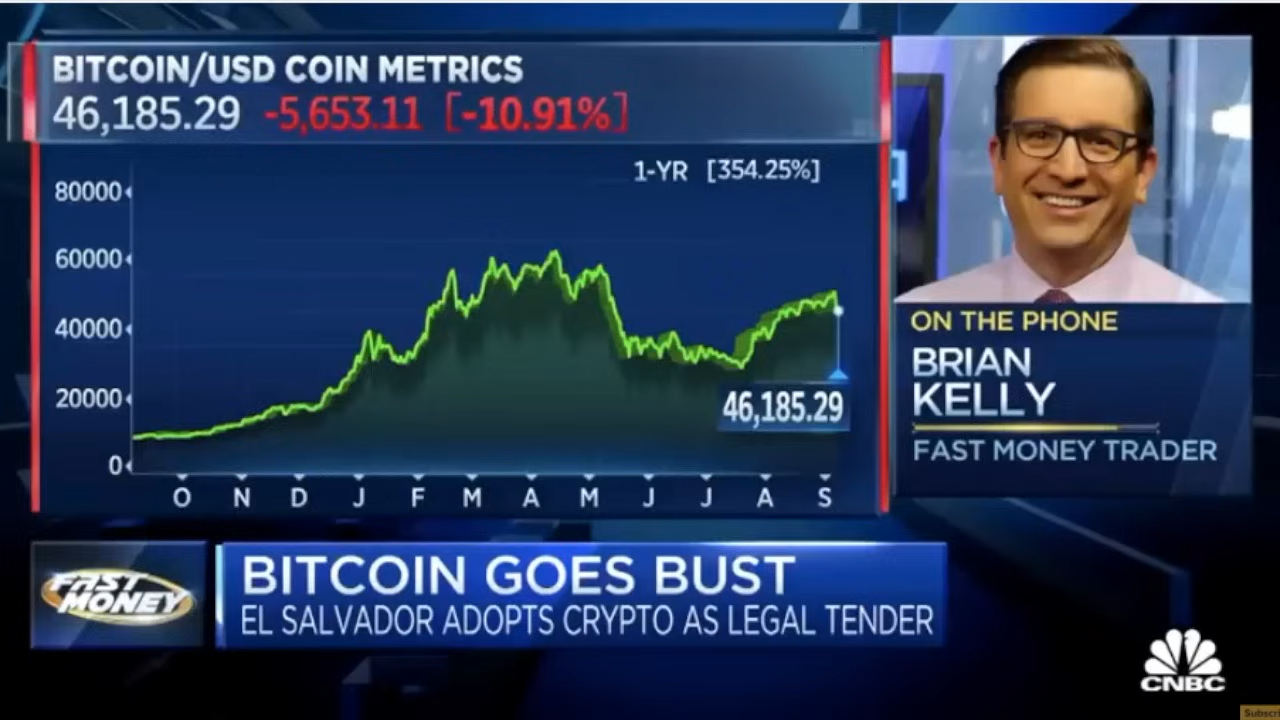 BITCOIN/USD COIN METRICS
46,185.29 -5,653.11 [-10.91%]
1-YR [354.25%]
80000
60000
40000
20000
0
46,185.29
O N D J F M A M J J A S
ON THE PHONE
BRIAN
KELLY
FAST MONEY TRADER
FAST
MONEY
BITCOIN GOES BUST
EL SALVADOR ADOPTS CRYPTO AS LEGAL TENDER
CNBC